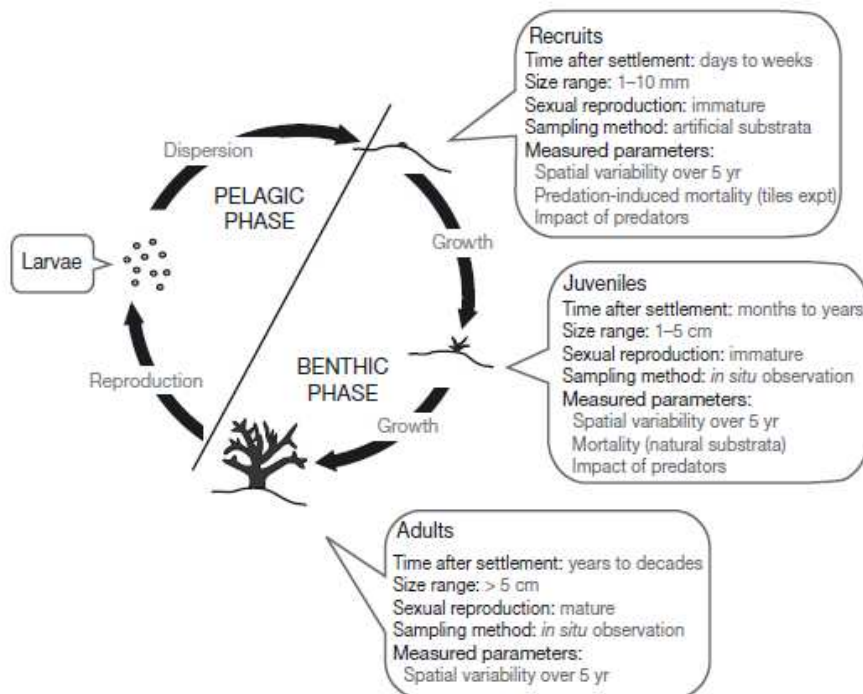 Recruits
Time after settlement: days to weeks
Size range: 1–10 mm
Sexual reproduction: immature
Sampling method: artificial substrata
Measured parameters:
Spatial variability over 5 yr
Predation-induced mortality (tiles expt)
Impact of predators
Dispersion
PELAGIC
PHASE
Larvae
Growth
Juveniles
Time after settlement: months to years
Size range: 1–5 cm
Sexual reproduction: immature
Sampling method: in situ observation
Measured parameters:
Spatial variability over 5 yr
Mortality (natural substrata)
Impact of predators
Reproduction
BENTHIC
PHASE
Growth
Adults
Time after settlement: years to decades
Size range: > 5 cm
Sexual reproduction: mature
Sampling method: in situ observation
Measured parameters:
Spatial variability over 5 yr